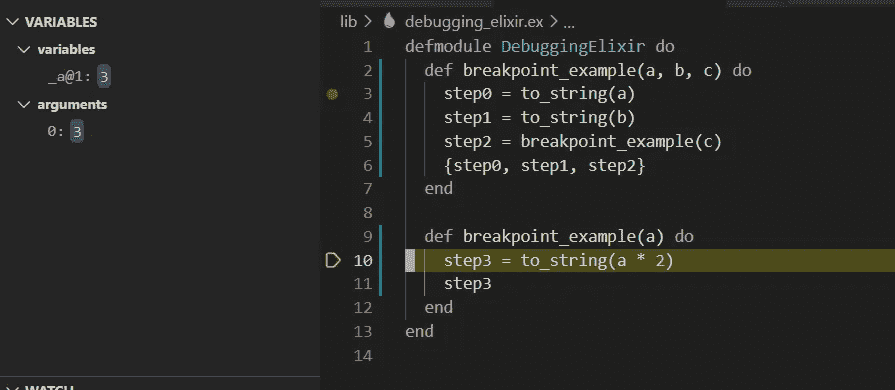 VARIABLES
variables
_a@1: 3
arguments
0: 3
WATCH
lib > debugging_elixir.ex > ...
1 defmodule DebuggingElixir do
2 def breakpoint_example(a, b, c) do
3 step0 = to_string(a)
4 step1 = to_string(b)
5 step2 = breakpoint_example(c)
6 {step0, step1, step2}
7 end
8
9 def breakpoint_example(a) do
10 step3 = to_string(a * 2)
11 step3
12 end
13 end
14